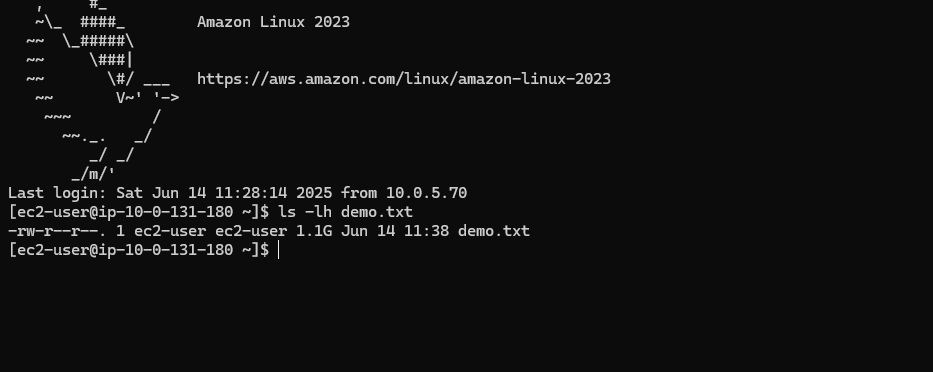 ,     #_
   ~\_  ####_        Amazon Linux 2023
  ~~  \_#####\
  ~~     \###|
  ~~       \#/ ___   https://aws.amazon.com/linux/amazon-linux-2023
   ~~       V~' '->
    ~~~         /
      ~~._.   _/
         _/ _/
       _/m/'
Last login: Sat Jun 14 11:28:14 2025 from 10.0.5.70
[ec2-user@ip-10-0-131-180 ~]$ ls -lh demo.txt
-rw-r--r--. 1 ec2-user ec2-user 1.1G Jun 14 11:38 demo.txt
[ec2-user@ip-10-0-131-180 ~]$